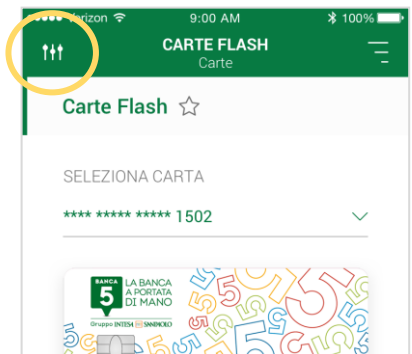 Verizon 9:00 AM 100%
CARTE FLASH
Carte
Carte Flash
SELEZIONA CARTA
**** ***** ***** 1502
BANCA 5 LA BANCA
A PORTATA
DI MANO
Gruppo INTESA SANPAOLO